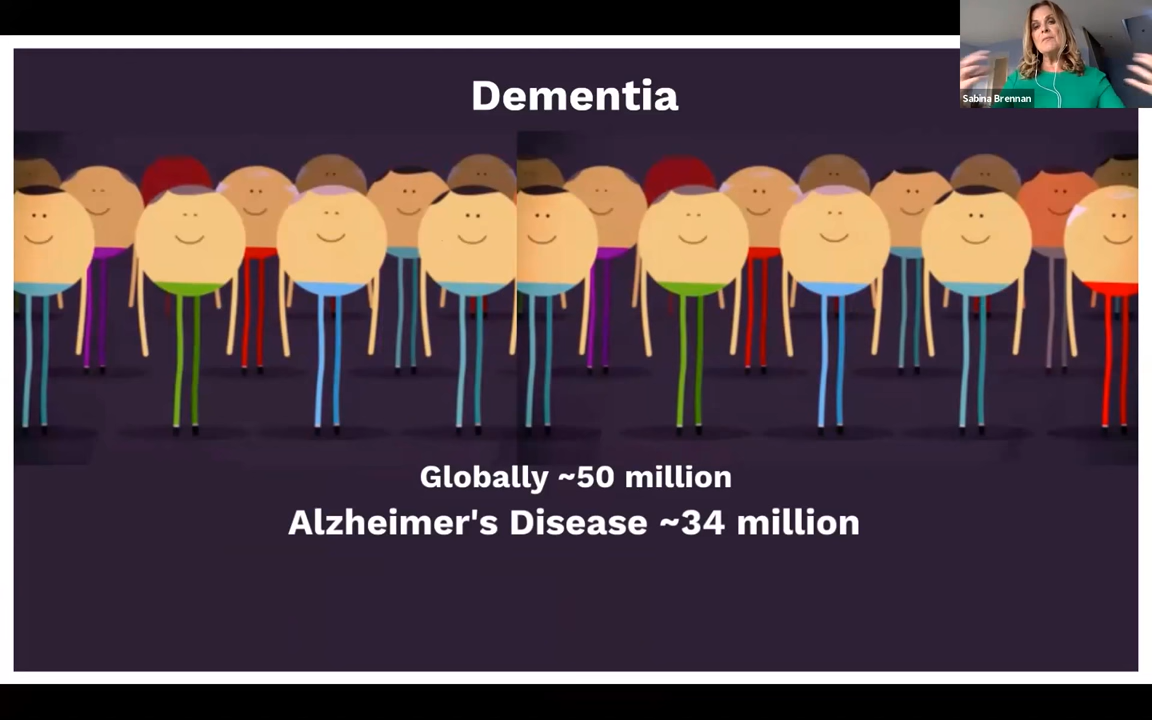 Dementia
Sabina Brennan
Globally ~50 million
Alzheimer's Disease ~34 million